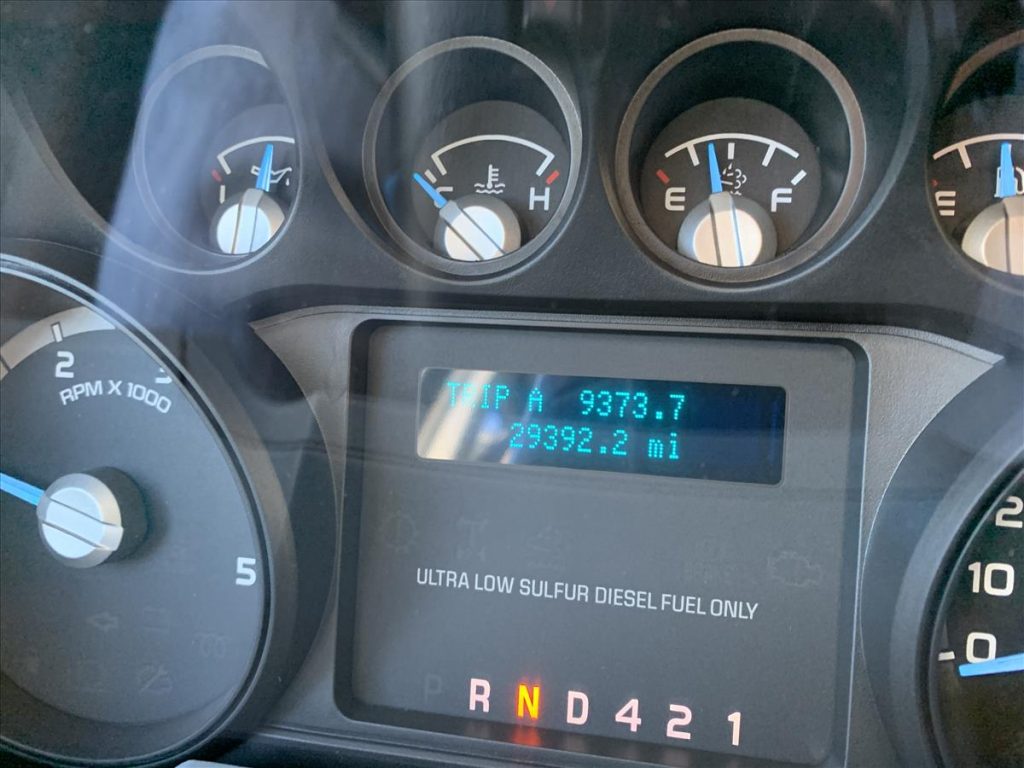 H
E F
E
2 3
RPM X 1000
5
TRIP A 9373.7
29392.2 mi
ULTRA LOW SULFUR DIESEL FUEL ONLY
P R N D 4 2 1
10
0